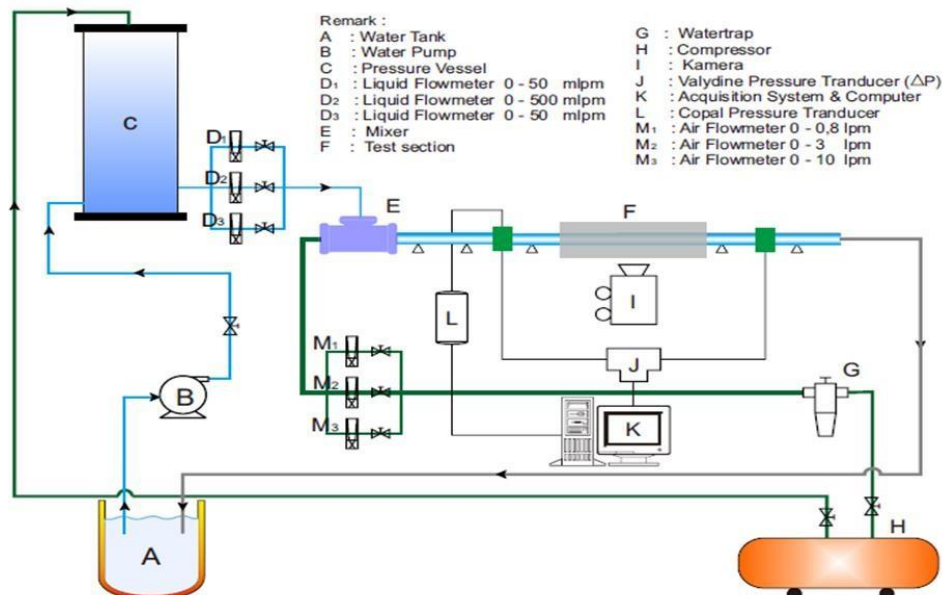 Remark :
A : Water Tank
B : Water Pump
C : Pressure Vessel
D₁ : Liquid Flowmeter 0 - 50 mlpm
D₂ : Liquid Flowmeter 0 - 500 mlpm
D₃ : Liquid Flowmeter 0 - 50 mlpm
E : Mixer
F : Test section
G : Watertrap
H : Compressor
I : Kamera
J : Valydine Pressure Tranducer (△P)
K : Acquisition System & Computer
L : Copal Pressure Tranducer
M₁ : Air Flowmeter 0 - 0,8 lpm
M₂ : Air Flowmeter 0 - 3 lpm
M₃ : Air Flowmeter 0 - 10 lpm
C
D₁
D₂
D₃
E
F
I
L
J
M₁
M₂
M₃
G
B
K
A
H